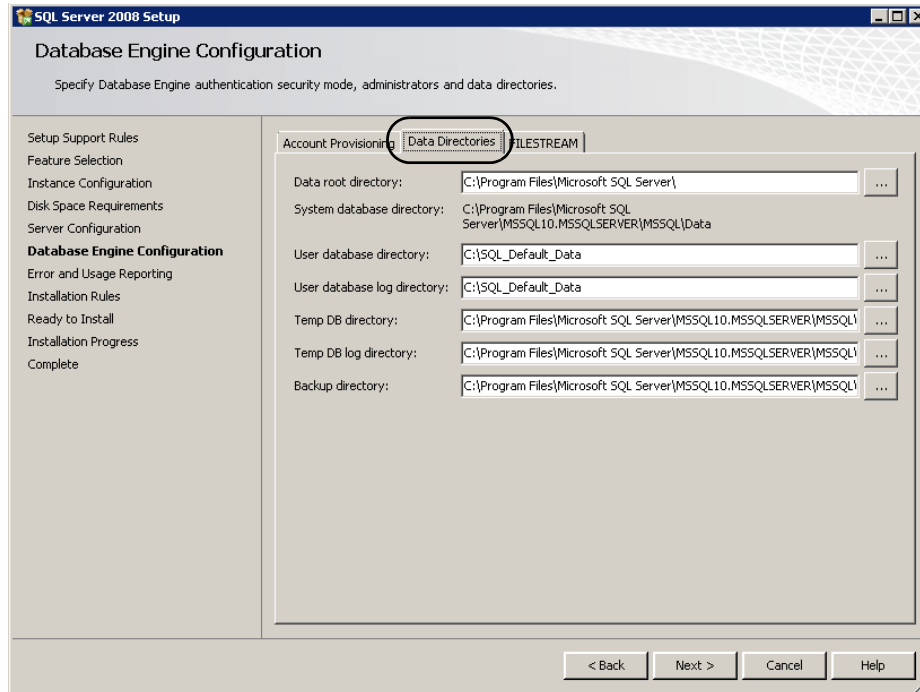 SQL Server 2008 Setup
Database Engine Configuration
Specify Database Engine authentication security mode, administrators and data directories.
Setup Support Rules
Feature Selection
Instance Configuration
Disk Space Requirements
Server Configuration
Database Engine Configuration
Error and Usage Reporting
Installation Rules
Ready to Install
Installation Progress
Complete
Account Provisioning
Data Directories
FILESTREAM
Data root directory:
C:\Program Files\Microsoft SQL Server\
...
System database directory:
C:\Program Files\Microsoft SQL
Server\MSSQL10.MSSQLSERVER\MSSQL\Data
User database directory:
C:\SQL_Default_Data
...
User database log directory:
C:\SQL_Default_Data
...
Temp DB directory:
C:\Program Files\Microsoft SQL Server\MSSQL10.MSSQLSERVER\MSSQL\
...
Temp DB log directory:
C:\Program Files\Microsoft SQL Server\MSSQL10.MSSQLSERVER\MSSQL\
...
Backup directory:
C:\Program Files\Microsoft SQL Server\MSSQL10.MSSQLSERVER\MSSQL\
...
< Back
Next >
Cancel
Help